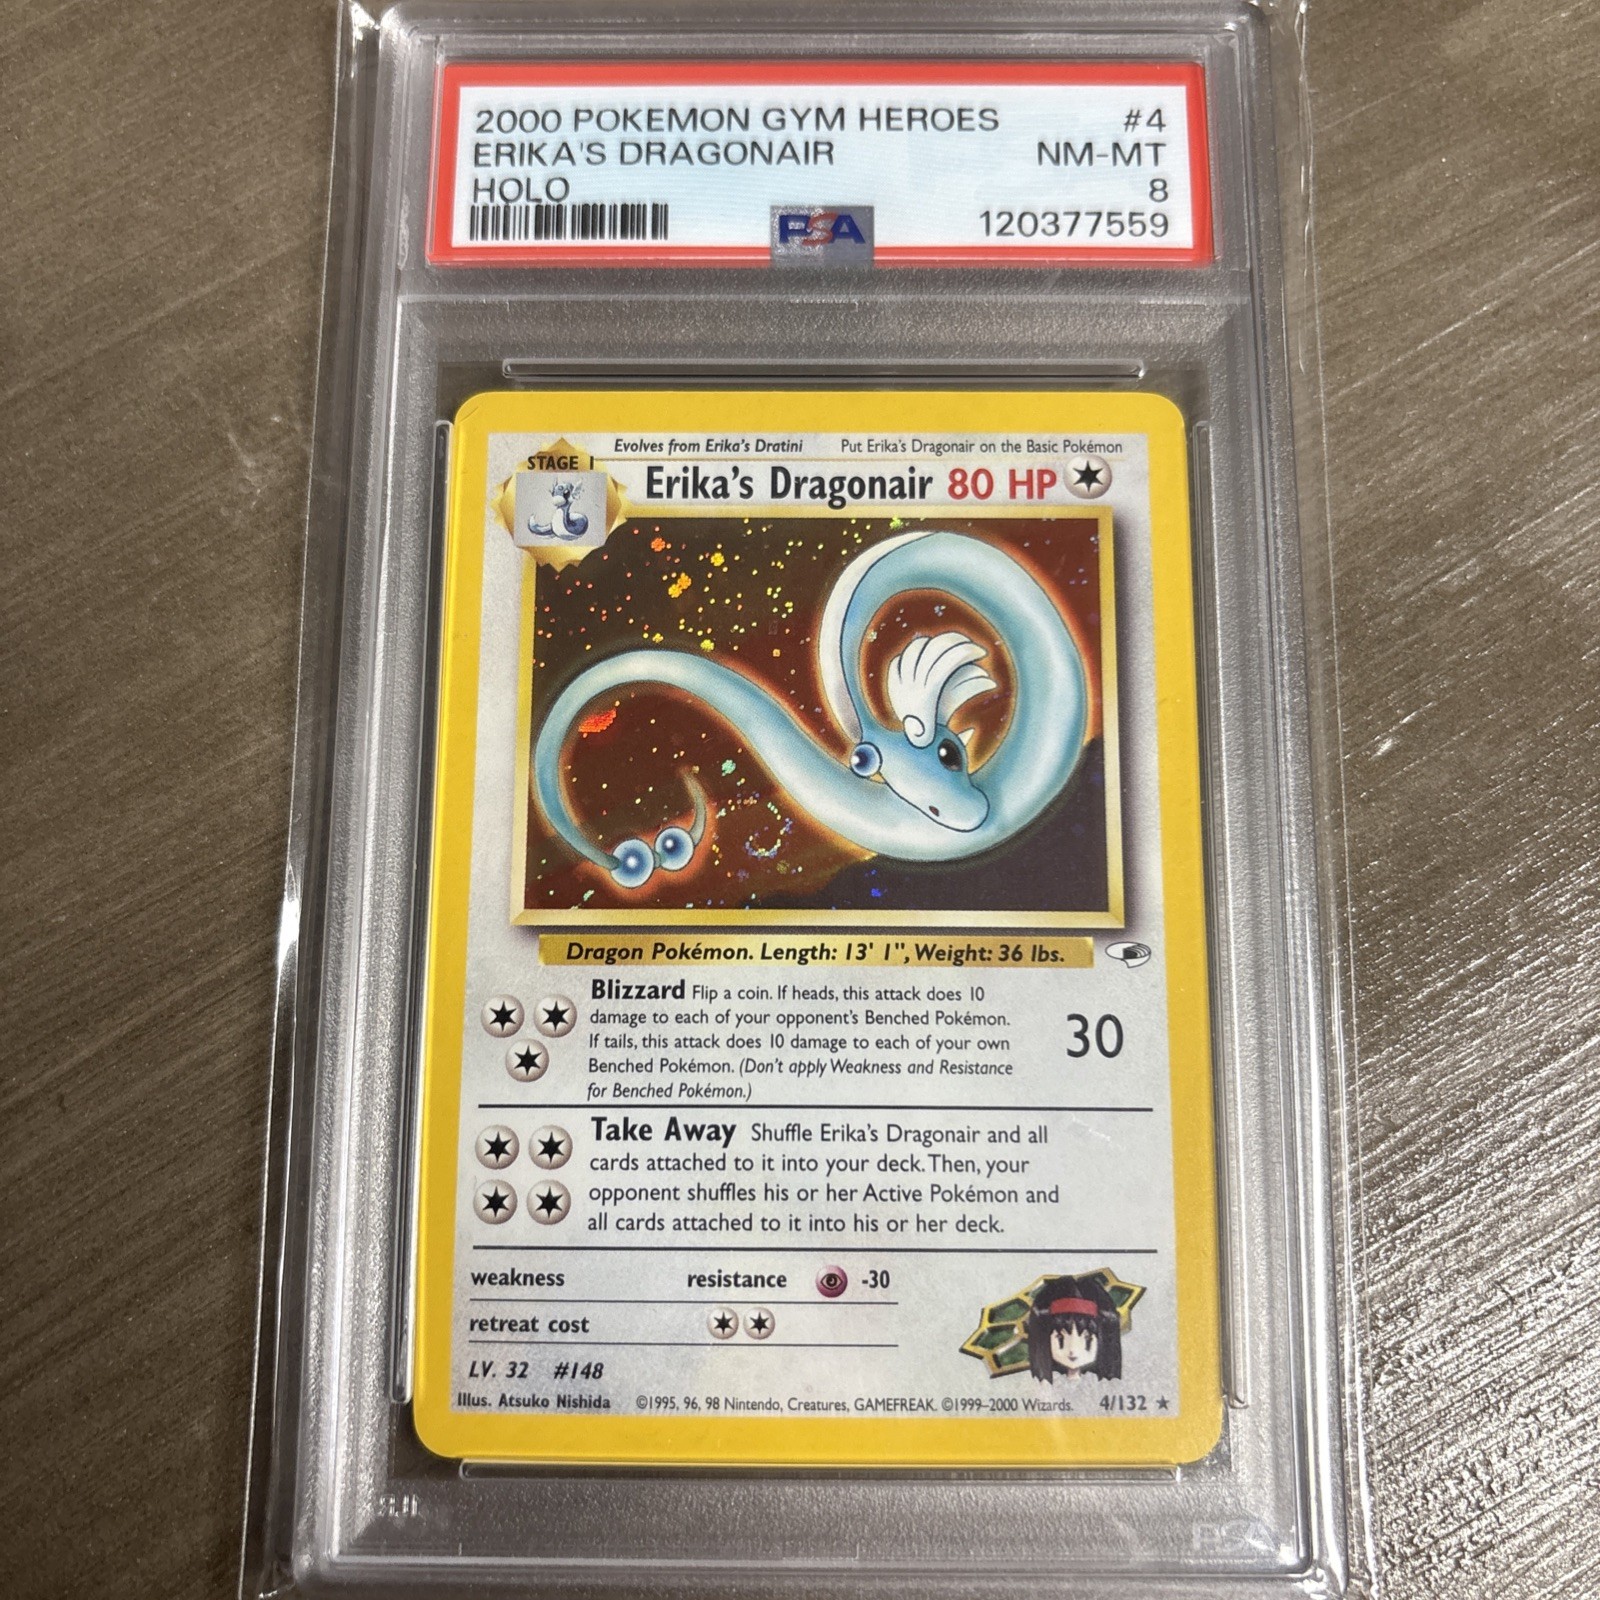 2000 POKEMON GYM HEROES #4
ERIKA'S DRAGONAIR NM-MT
HOLO 8
PSA 120377559
Evolves from Erika's Dratini Put Erika's Dragonair on the Basic Pokémon
STAGE 1
Erika's Dragonair 80 HP
Dragon Pokémon. Length: 13' 1", Weight: 36 lbs.
Blizzard Flip a coin. If heads, this attack does 10
damage to each of your opponent's Benched Pokémon.
If tails, this attack does 10 damage to each of your own
Benched Pokémon. (Don't apply Weakness and Resistance
for Benched Pokémon.)
30
Take Away Shuffle Erika's Dragonair and all
cards attached to it into your deck. Then, your
opponent shuffles his or her Active Pokémon and
all cards attached to it into his or her deck.
weakness resistance -30
retreat cost
LV. 32 #148
Illus. Atsuko Nishida ©1995, 96, 98 Nintendo, Creatures, GAMEFREAK. ©1999-2000 Wizards. 4/132 ★
PSA